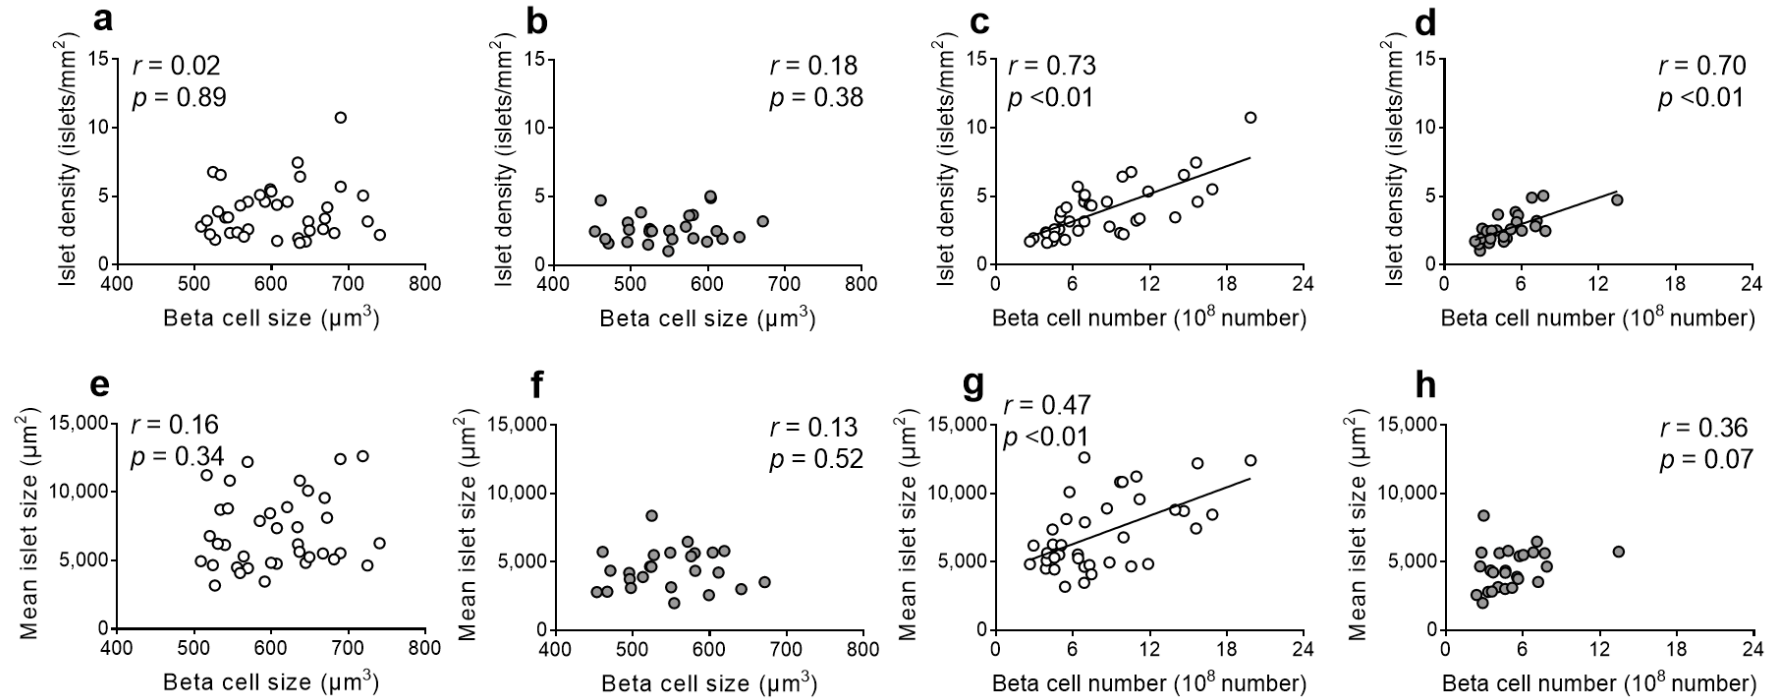 a
Islet density (islets/mm²)
r = 0.02
p = 0.89
15
10
5
0
400 500 600 700 800
Beta cell size (µm³)
b
Islet density (islets/mm²)
r = 0.18
p = 0.38
15
10
5
0
400 500 600 700 800
Beta cell size (µm³)
c
Islet density (islets/mm²)
r = 0.73
p <0.01
15
10
5
0
0 6 12 18 24
Beta cell number (10⁸ number)
d
Islet density (islets/mm²)
r = 0.70
p <0.01
15
10
5
0
0 6 12 18 24
Beta cell number (10⁸ number)
e
Mean islet size (µm²)
r = 0.16
p = 0.34
15,000
10,000
5,000
0
400 500 600 700 800
Beta cell size (µm³)
f
Mean islet size (µm²)
r = 0.13
p = 0.52
15,000
10,000
5,000
0
400 500 600 700 800
Beta cell size (µm³)
g
Mean islet size (µm²)
r = 0.47
p <0.01
15,000
10,000
5,000
0
0 6 12 18 24
Beta cell number (10⁸ number)
h
Mean islet size (µm²)
r = 0.36
p = 0.07
15,000
10,000
5,000
0
0 6 12 18 24
Beta cell number (10⁸ number)